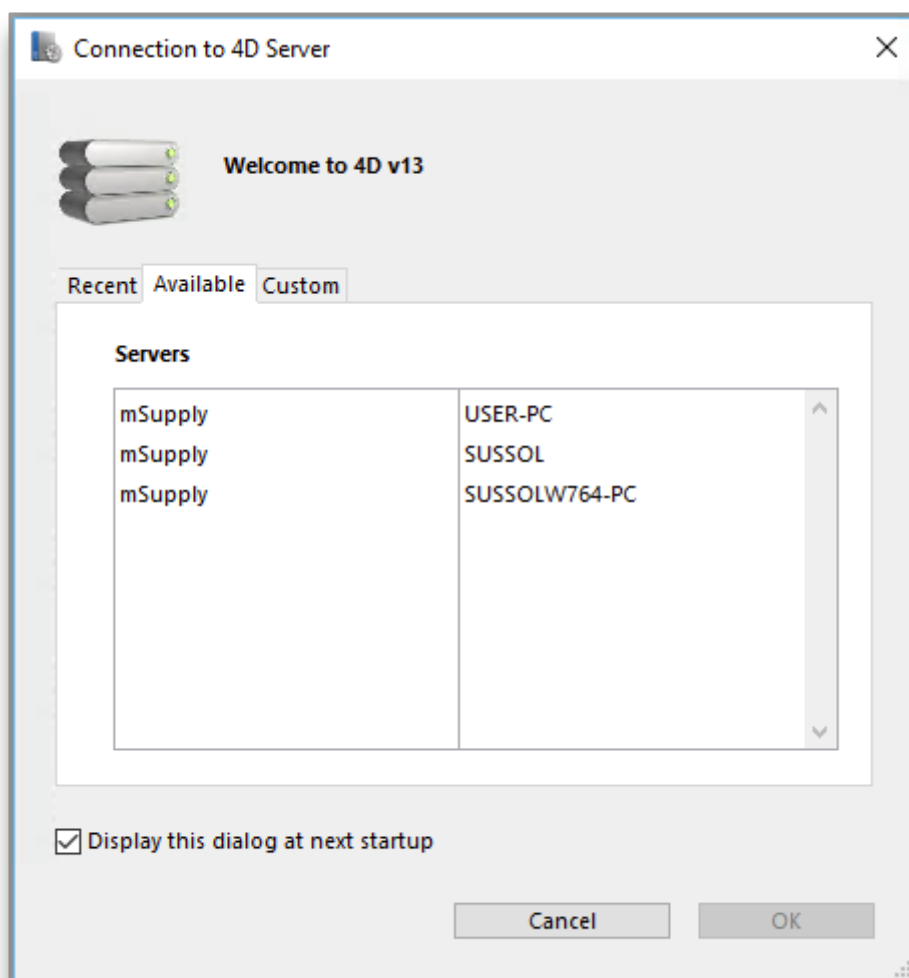 Connection to 4D Server
Welcome to 4D v13
Recent Available Custom
Servers
mSupply USER-PC
mSupply SUSSOL
mSupply SUSSOLW764-PC
Display this dialog at next startup
Cancel OK